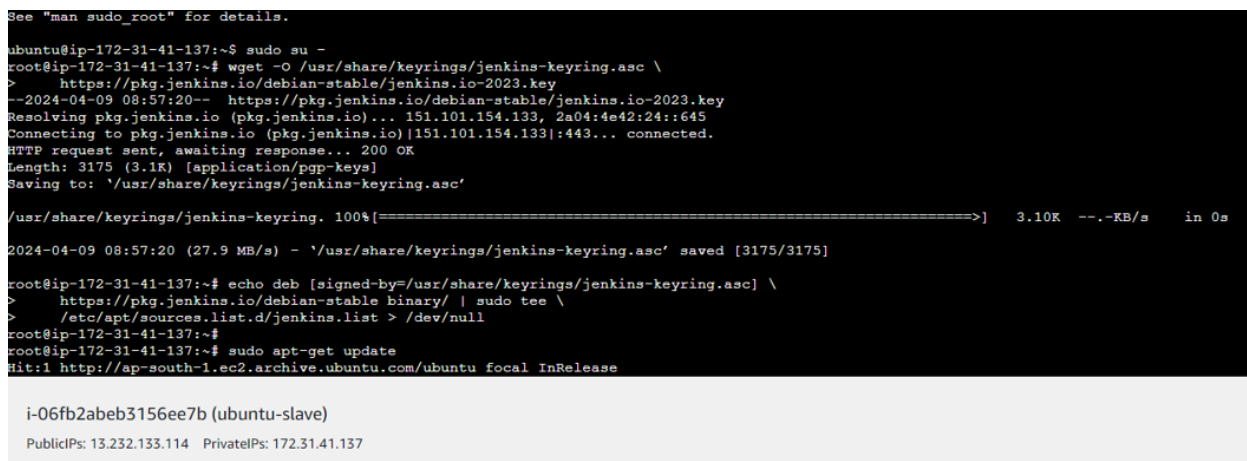 See "man sudo_root" for details.
ubuntu@ip-172-31-41-137:~$ sudo su -
root@ip-172-31-41-137:~# wget -O /usr/share/keyrings/jenkins-keyring.asc \
>     https://pkg.jenkins.io/debian-stable/jenkins.io-2023.key
--2024-04-09 08:57:20--  https://pkg.jenkins.io/debian-stable/jenkins.io-2023.key
Resolving pkg.jenkins.io (pkg.jenkins.io)... 151.101.154.133, 2a04:4e42:24::645
Connecting to pkg.jenkins.io (pkg.jenkins.io)|151.101.154.133|:443... connected.
HTTP request sent, awaiting response... 200 OK
Length: 3175 (3.1K) [application/pgp-keys]
Saving to: ‘/usr/share/keyrings/jenkins-keyring.asc’
/usr/share/keyrings/jenkins-keyring. 100%[===================================================================>]   3.10K  --.-KB/s    in 0s
2024-04-09 08:57:20 (27.9 MB/s) - ‘/usr/share/keyrings/jenkins-keyring.asc’ saved [3175/3175]
root@ip-172-31-41-137:~# echo deb [signed-by=/usr/share/keyrings/jenkins-keyring.asc] \
>     https://pkg.jenkins.io/debian-stable binary/ | sudo tee \
>     /etc/apt/sources.list.d/jenkins.list > /dev/null
root@ip-172-31-41-137:~#
root@ip-172-31-41-137:~# sudo apt-get update
Hit:1 http://ap-south-1.ec2.archive.ubuntu.com/ubuntu focal InRelease
i-06fb2abeb3156ee7b (ubuntu-slave)
PublicIPs: 13.232.133.114   PrivateIPs: 172.31.41.137